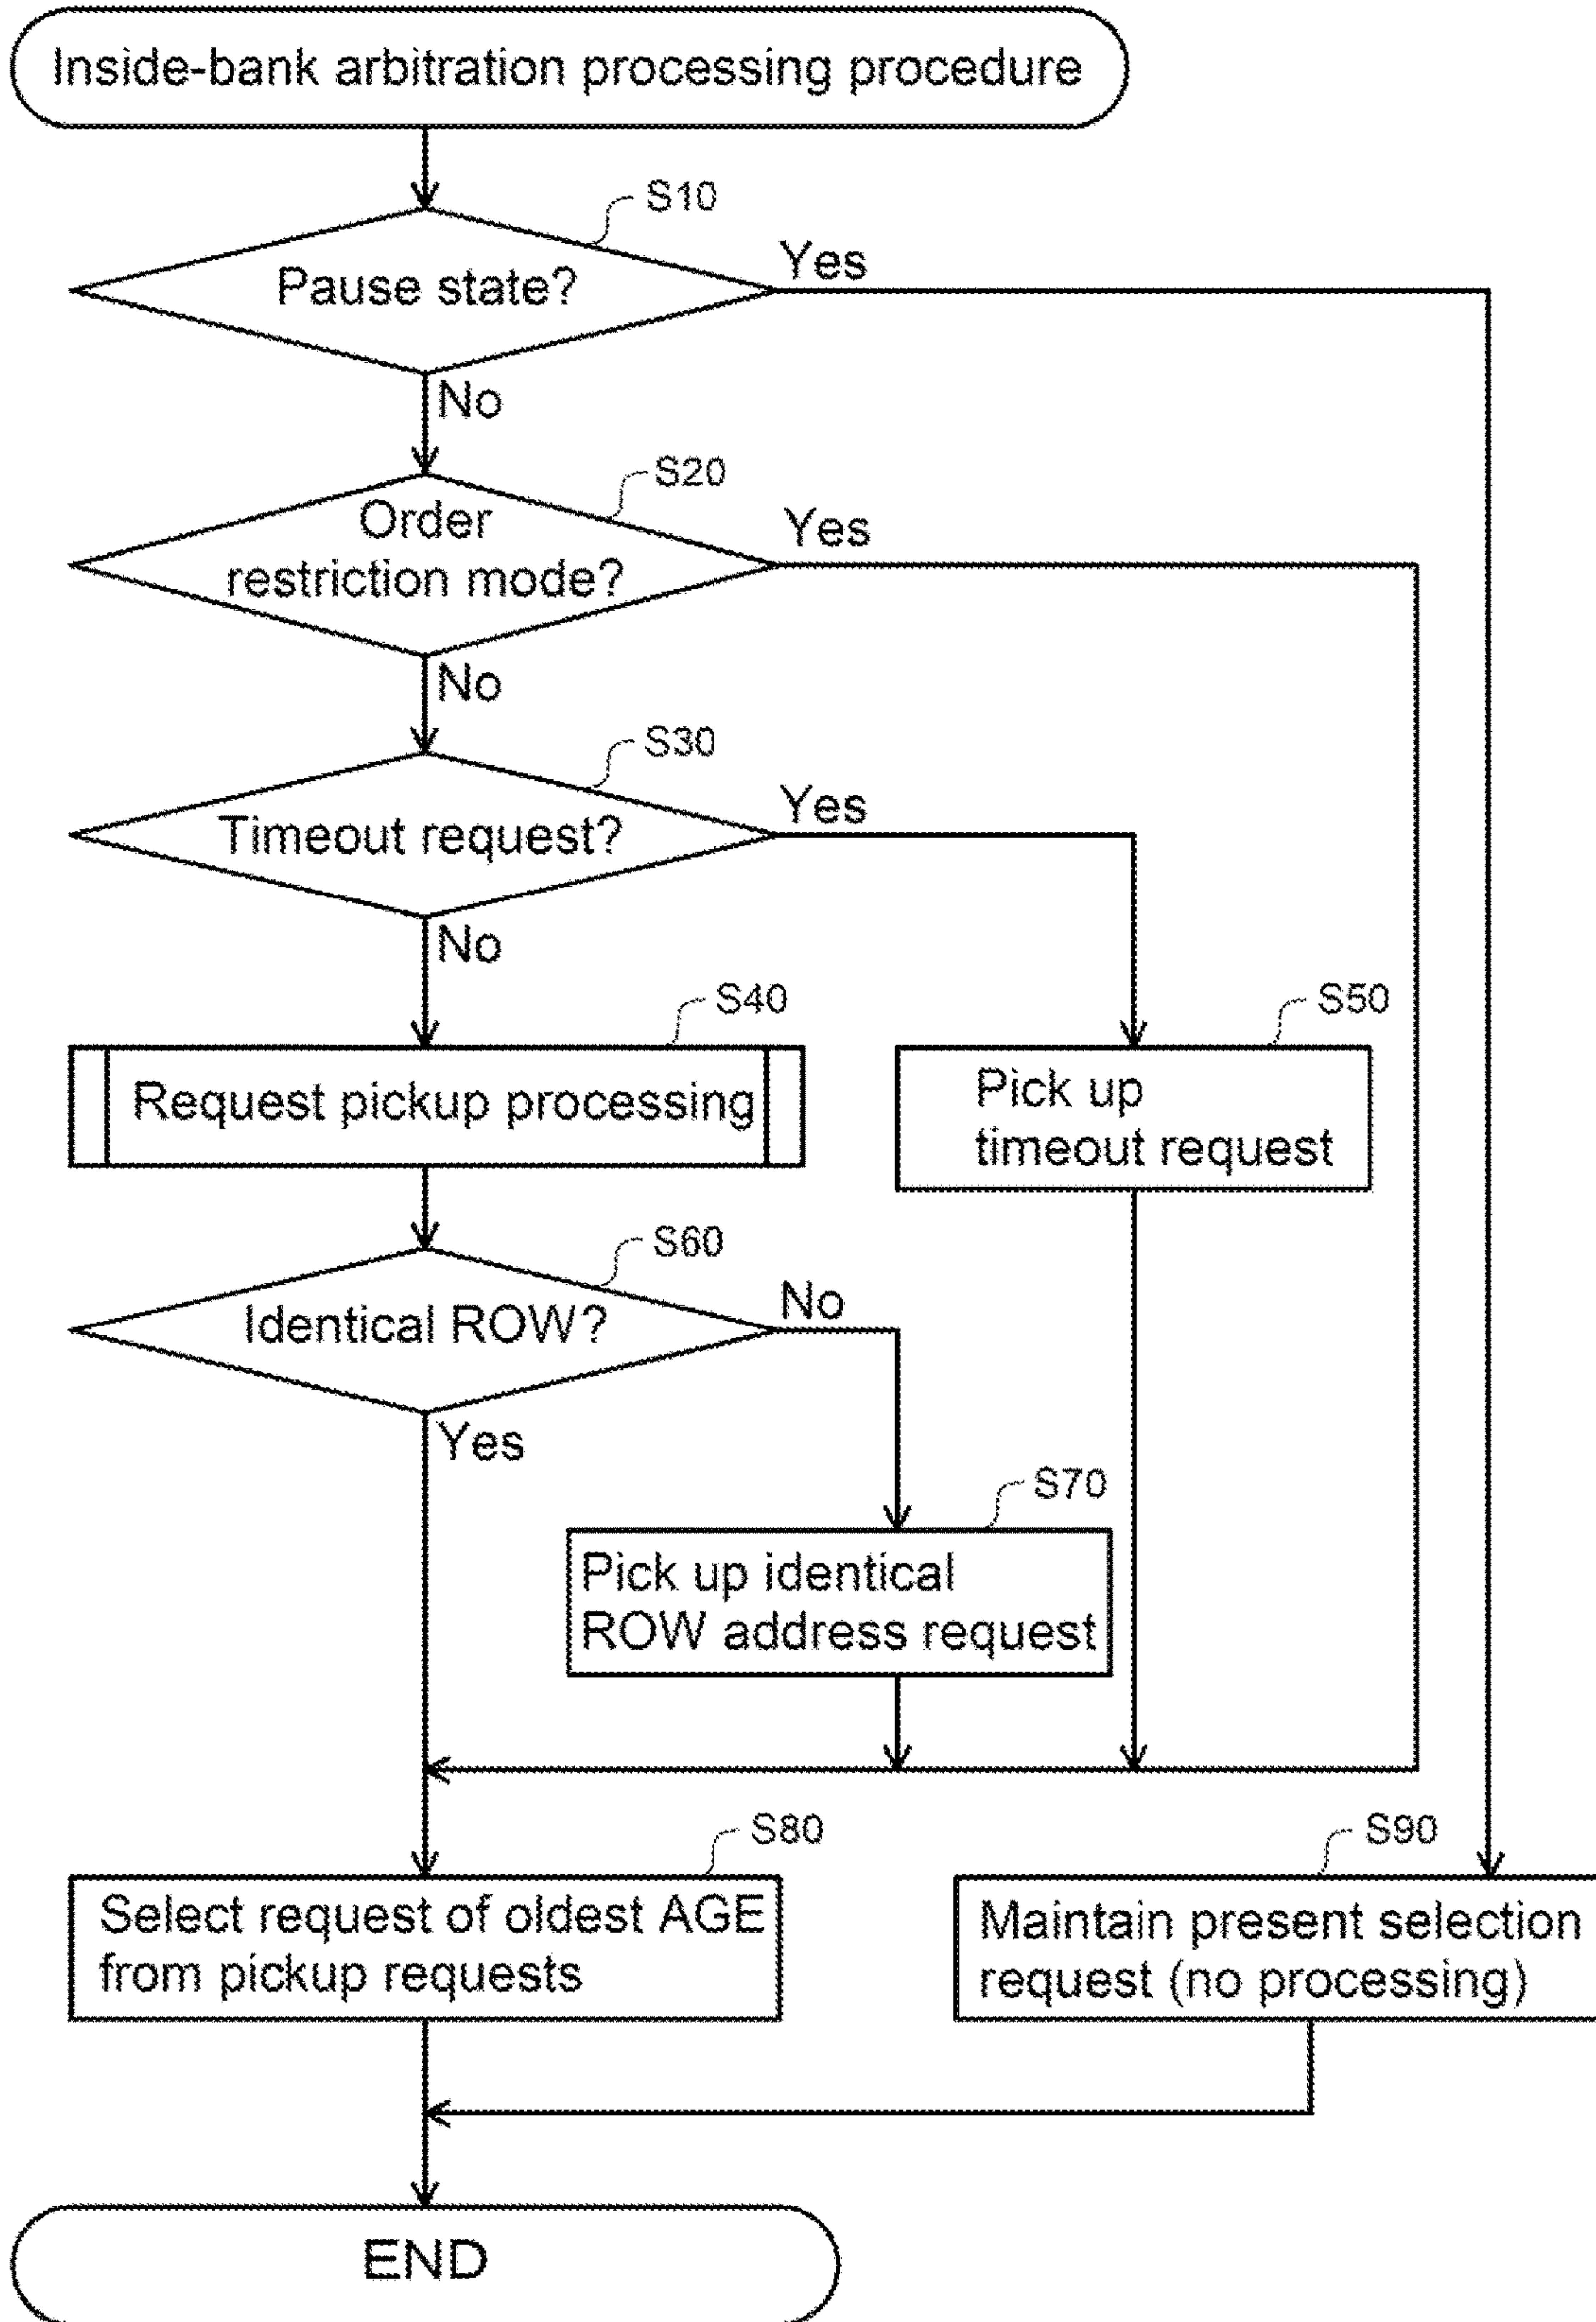 Inside-bank arbitration processing procedure
S10
Pause state?
Yes
No
S20
Order
restriction mode?
Yes
No
S30
Timeout request?
Yes
No
S40
Request pickup processing
S50
Pick up
timeout request
S60
Identical ROW?
No
Yes
S70
Pick up identical
ROW address request
S80
Select request of oldest AGE
from pickup requests
S90
Maintain present selection
request (no processing)
END